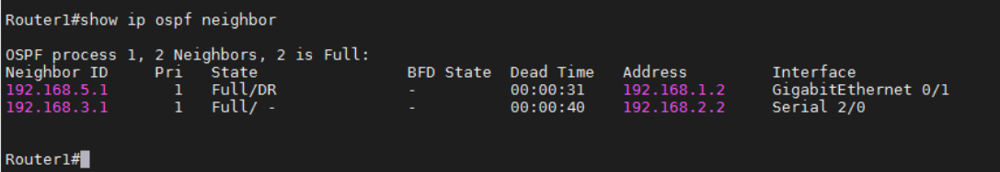 Router1#show ip ospf neighbor
OSPF process 1, 2 Neighbors, 2 is Full:
Neighbor ID     Pri   State                BFD State  Dead Time   Address         Interface
192.168.5.1       1   Full/DR              -          00:00:31    192.168.1.2     GigabitEthernet 0/1
192.168.3.1       1   Full/ -              -          00:00:40    192.168.2.2     Serial 2/0
Router1#